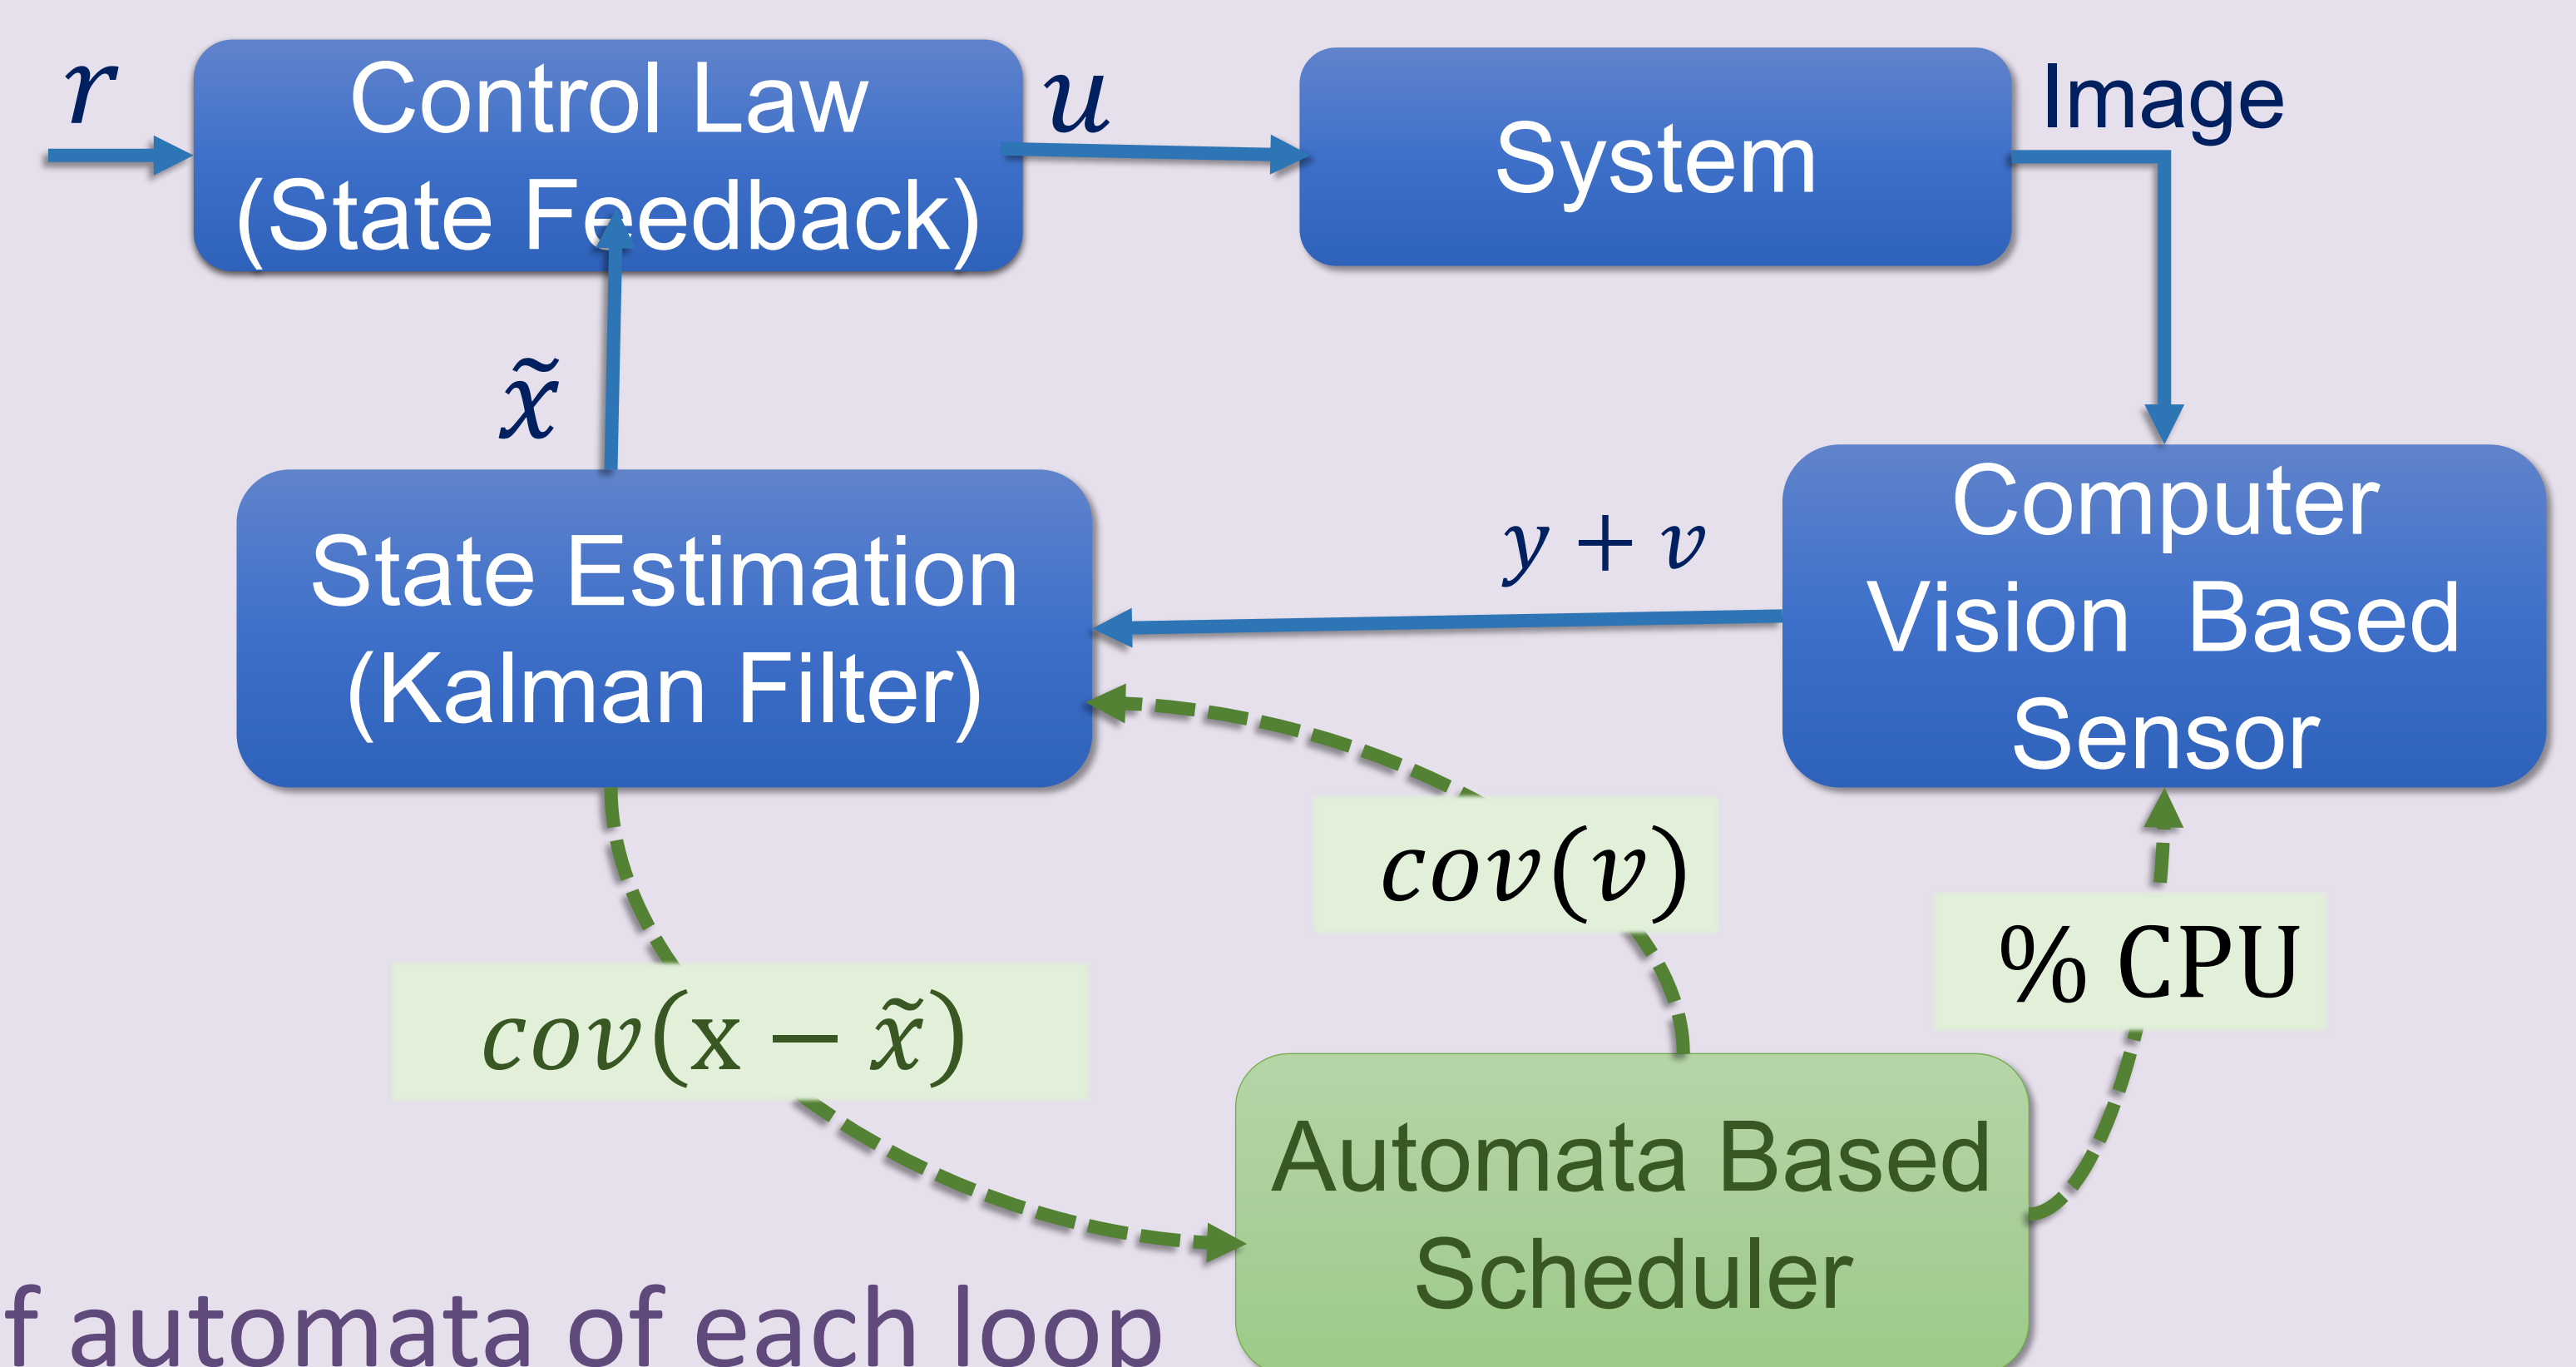 r
Control Law
(State Feedback)
u
System
Image
x̃
State Estimation
(Kalman Filter)
y + v
Computer
Vision Based
Sensor
cov(v)
% CPU
cov(x − x̃)
Automata Based
Scheduler
f automata of each loop